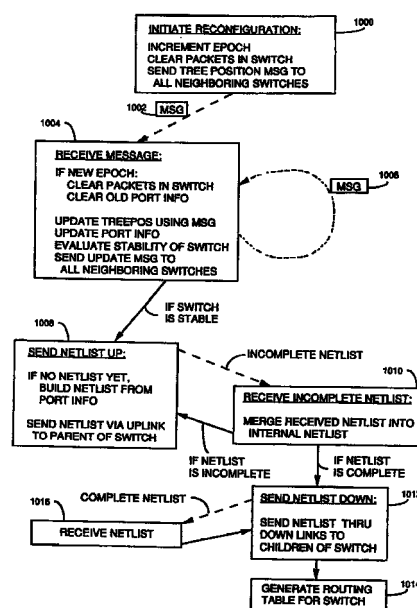 1000
INITIATE RECONFIGURATION:
INCREMENT EPOCH
CLEAR PACKETS IN SWITCH
SEND TREE POSITION MSG TO
ALL NEIGHBORING SWITCHES
1002
MSG
1004
RECEIVE MESSAGE:
IF NEW EPOCH:
CLEAR PACKETS IN SWITCH
CLEAR OLD PORT INFO
UPDATE TREEPOS USING MSG
UPDATE PORT INFO
EVALUATE STABILITY OF SWITCH
SEND UPDATE MSG TO
ALL NEIGHBORING SWITCHES
MSG
1006
IF SWITCH
IS STABLE
1008
SEND NETLIST UP:
IF NO NETLIST YET,
BUILD NETLIST FROM
PORT INFO
SEND NETLIST VIA UPLINK
TO PARENT OF SWITCH
INCOMPLETE NETLIST
1010
RECEIVE INCOMPLETE NETLIST:
MERGE RECEIVED NETLIST INTO
INTERNAL NETLIST
IF NETLIST
IS INCOMPLETE
IF NETLIST
IS COMPLETE
1012
SEND NETLIST DOWN:
SEND NETLIST THRU
DOWN LINKS TO
CHILDREN OF SWITCH
COMPLETE NETLIST
1016
RECEIVE NETLIST
1014
GENERATE ROUTING
TABLE FOR SWITCH